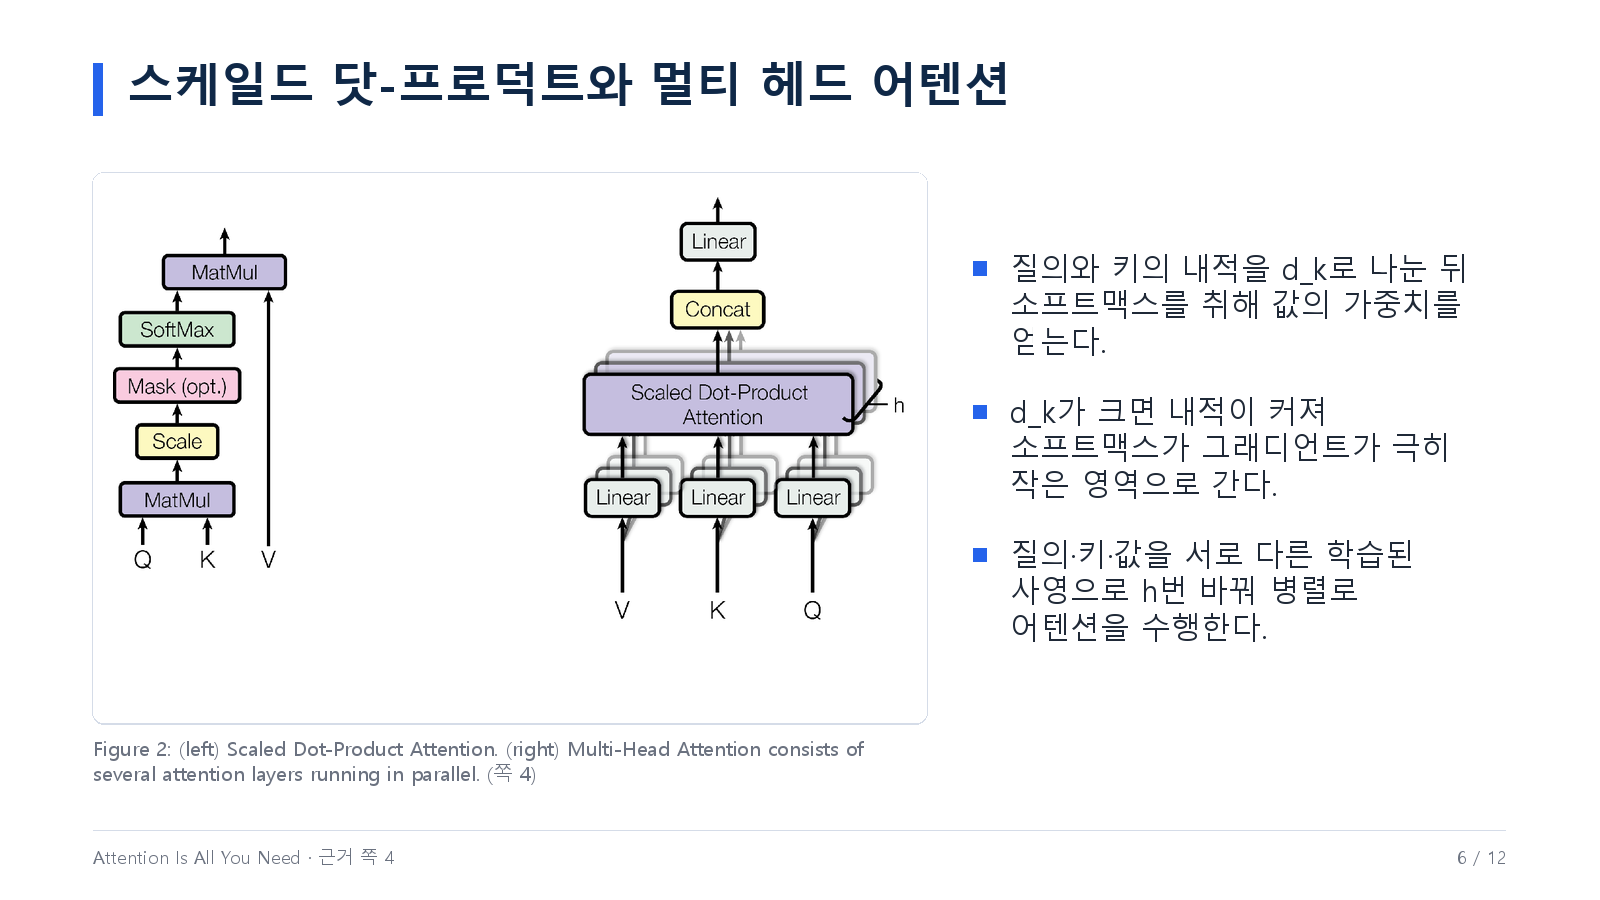 스케일드 닷-프로덕트와 멀티 헤드 어텐션
MatMul
SoftMax
Mask (opt.)
Scale
MatMul
Q K V
Linear
Concat
Scaled Dot-Product
Attention
h
Linear Linear Linear
V K Q
질의와 키의 내적을 d_k로 나눈 뒤
소프트맥스를 취해 값의 가중치를
얻는다.
d_k가 크면 내적이 커져
소프트맥스가 그래디언트가 극히
작은 영역으로 간다.
질의·키·값을 서로 다른 학습된
사영으로 h번 바꿔 병렬로
어텐션을 수행한다.
Figure 2: (left) Scaled Dot-Product Attention. (right) Multi-Head Attention consists of
several attention layers running in parallel. (쪽 4)
Attention Is All You Need · 근거 쪽 4
6 / 12